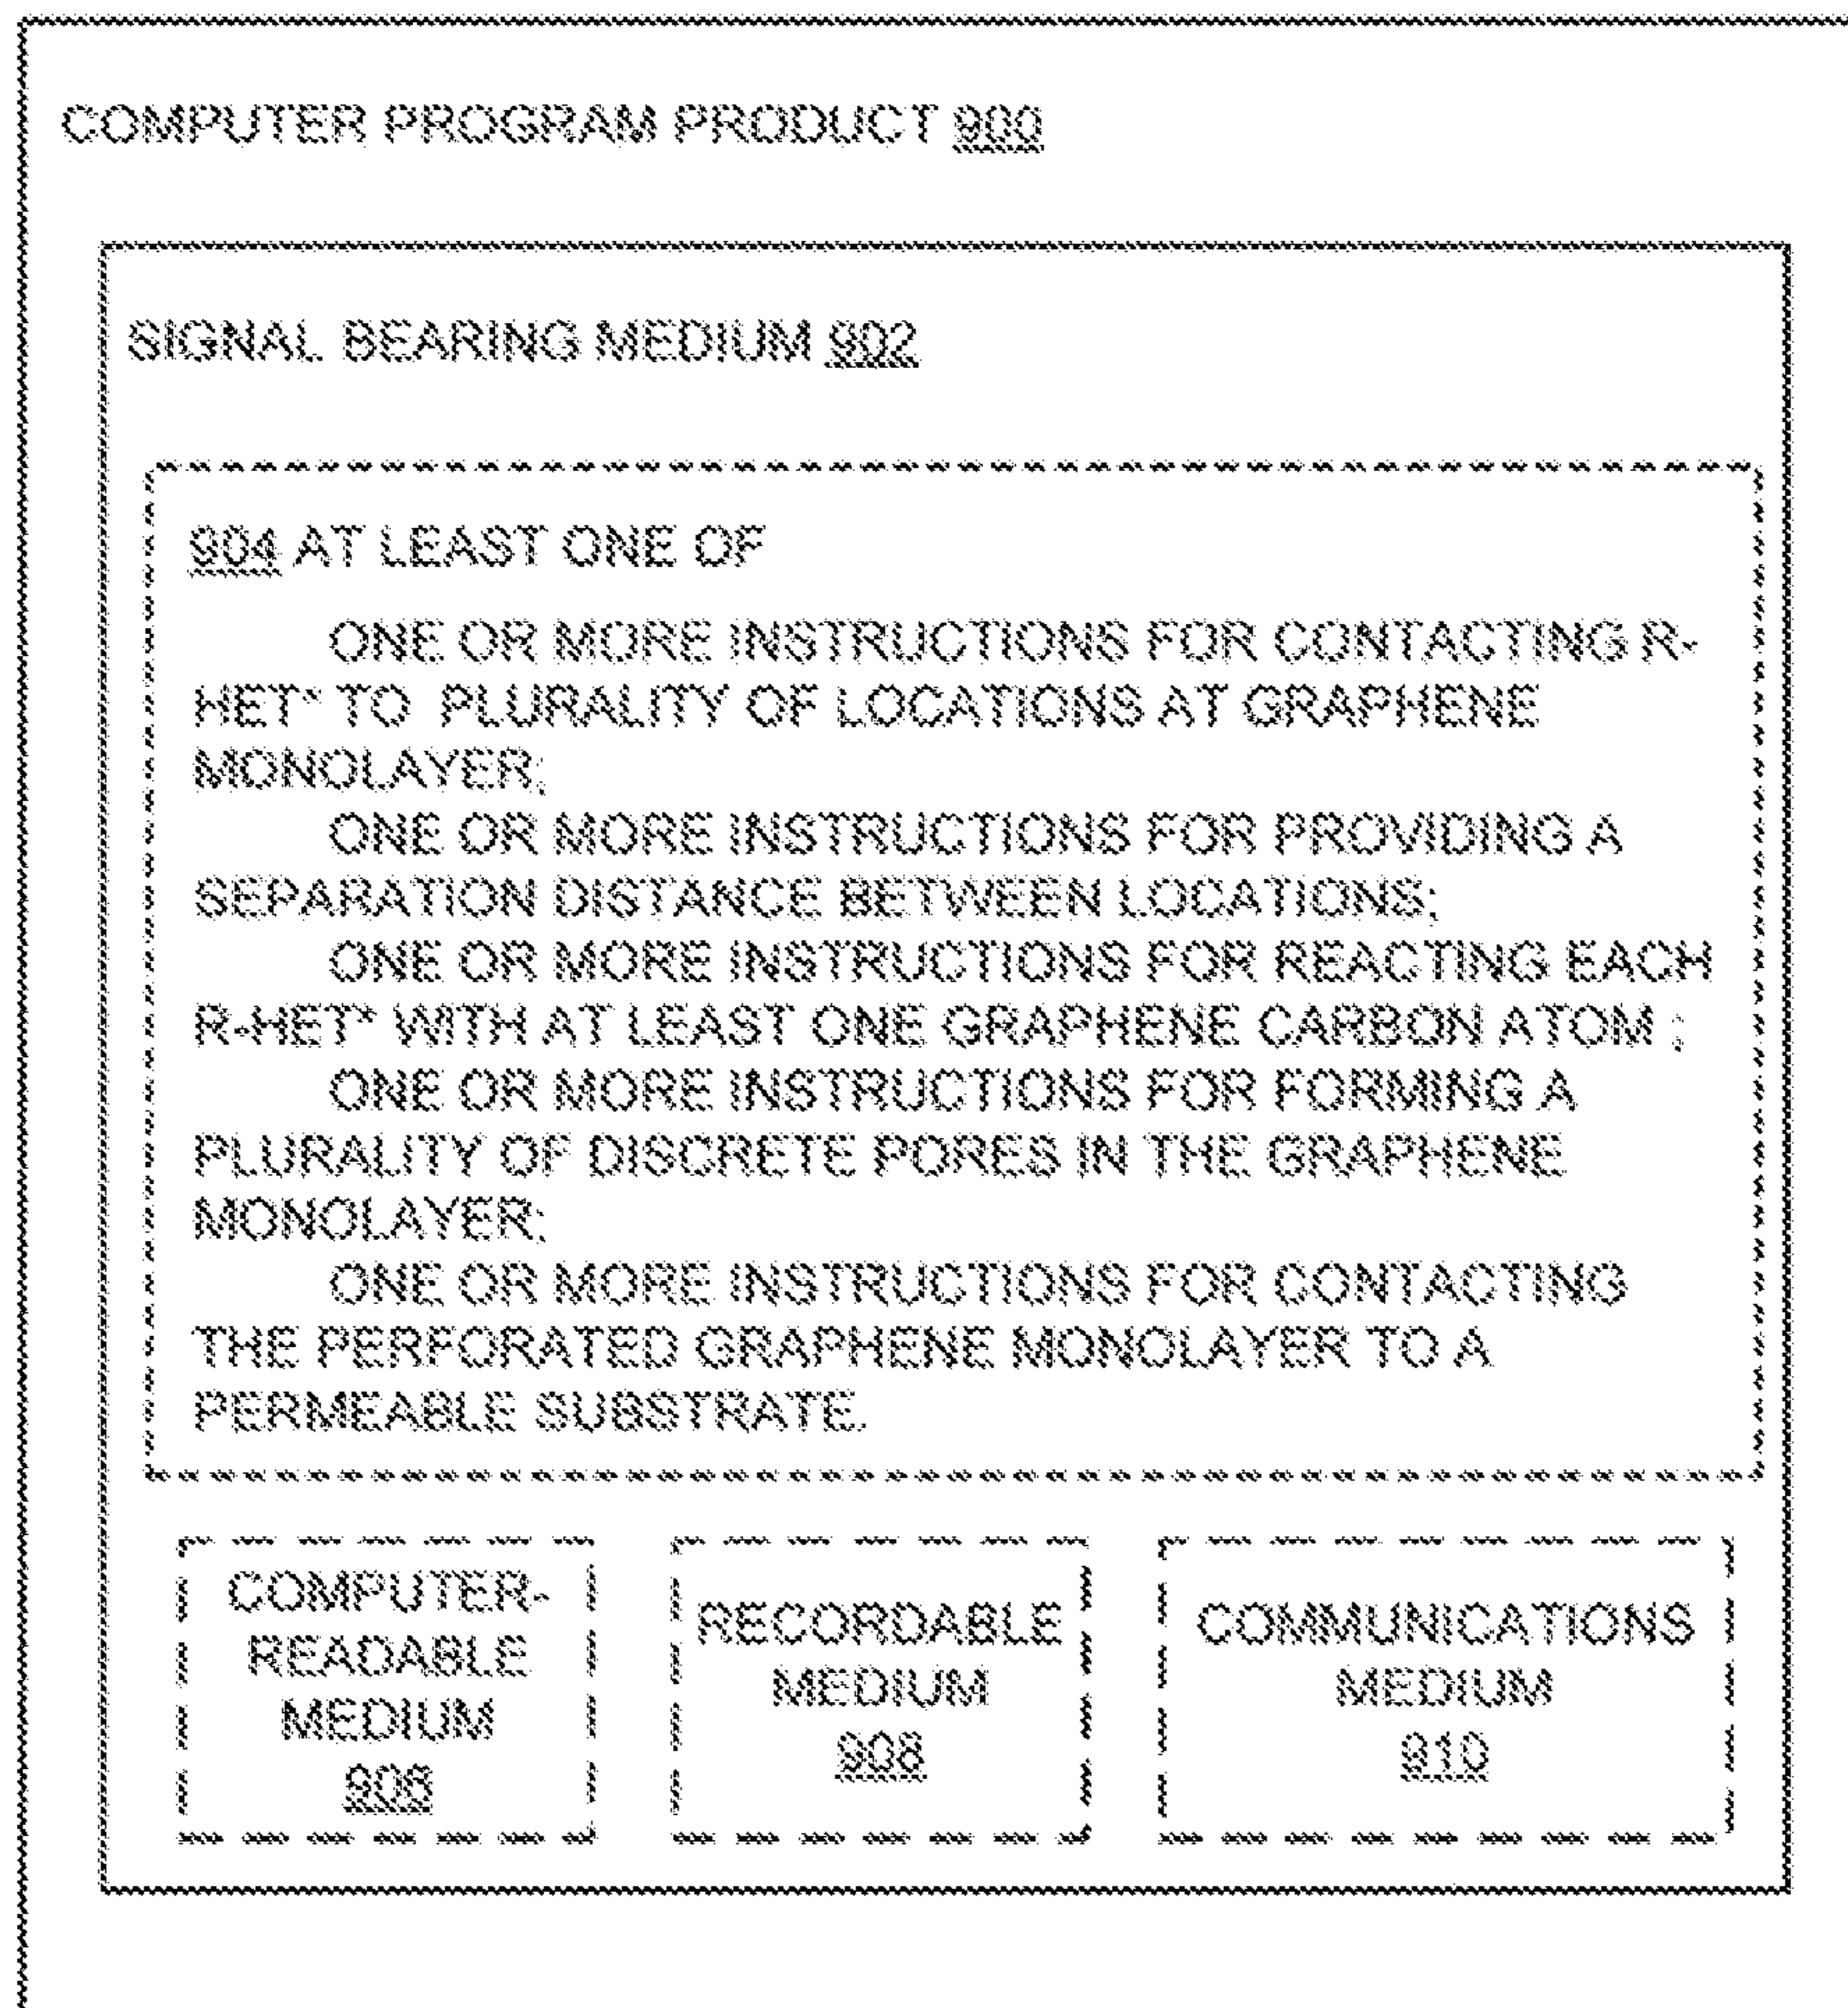 COMPUTER PROGRAM PRODUCT 900
SIGNAL BEARING MEDIUM 902
904 AT LEAST ONE OF
ONE OR MORE INSTRUCTIONS FOR CONTACTING R-
HET* TO PLURALITY OF LOCATIONS AT GRAPHENE
MONOLAYER;
ONE OR MORE INSTRUCTIONS FOR PROVIDING A
SEPARATION DISTANCE BETWEEN LOCATIONS;
ONE OR MORE INSTRUCTIONS FOR REACTING EACH
R-HET* WITH AT LEAST ONE GRAPHENE CARBON ATOM ;
ONE OR MORE INSTRUCTIONS FOR FORMING A
PLURALITY OF DISCRETE PORES IN THE GRAPHENE
MONOLAYER;
ONE OR MORE INSTRUCTIONS FOR CONTACTING
THE PERFORATED GRAPHENE MONOLAYER TO A
PERMEABLE SUBSTRATE.
COMPUTER-
READABLE
MEDIUM
906
RECORDABLE
MEDIUM
908
COMMUNICATIONS
MEDIUM
910